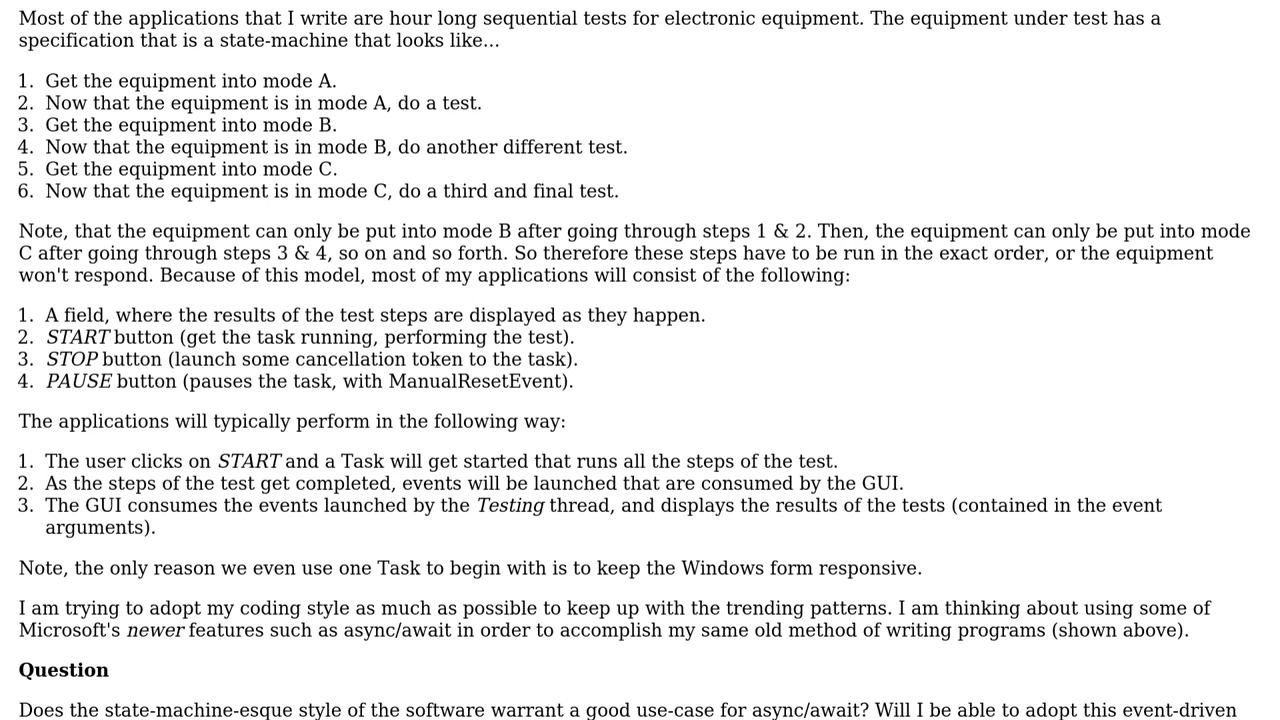 Most of the applications that I write are hour long sequential tests for electronic equipment. The equipment under test has a
specification that is a state-machine that looks like...
1. Get the equipment into mode A.
2. Now that the equipment is in mode A, do a test.
3. Get the equipment into mode B.
4. Now that the equipment is in mode B, do another different test.
5. Get the equipment into mode C.
6. Now that the equipment is in mode C, do a third and final test.
Note, that the equipment can only be put into mode B after going through steps 1 & 2. Then, the equipment can only be put into mode
C after going through steps 3 & 4, so on and so forth. So therefore these steps have to be run in the exact order, or the equipment
won't respond. Because of this model, most of my applications will consist of the following:
1. A field, where the results of the test steps are displayed as they happen.
2. START button (get the task running, performing the test).
3. STOP button (launch some cancellation token to the task).
4. PAUSE button (pauses the task, with ManualResetEvent).
The applications will typically perform in the following way:
1. The user clicks on START and a Task will get started that runs all the steps of the test.
2. As the steps of the test get completed, events will be launched that are consumed by the GUI.
3. The GUI consumes the events launched by the Testing thread, and displays the results of the tests (contained in the event
arguments).
Note, the only reason we even use one Task to begin with is to keep the Windows form responsive.
I am trying to adopt my coding style as much as possible to keep up with the trending patterns. I am thinking about using some of
Microsoft's newer features such as async/await in order to accomplish my same old method of writing programs (shown above).
Question
Does the state-machine-esque style of the software warrant a good use-case for async/await? Will I be able to adopt this event-driven